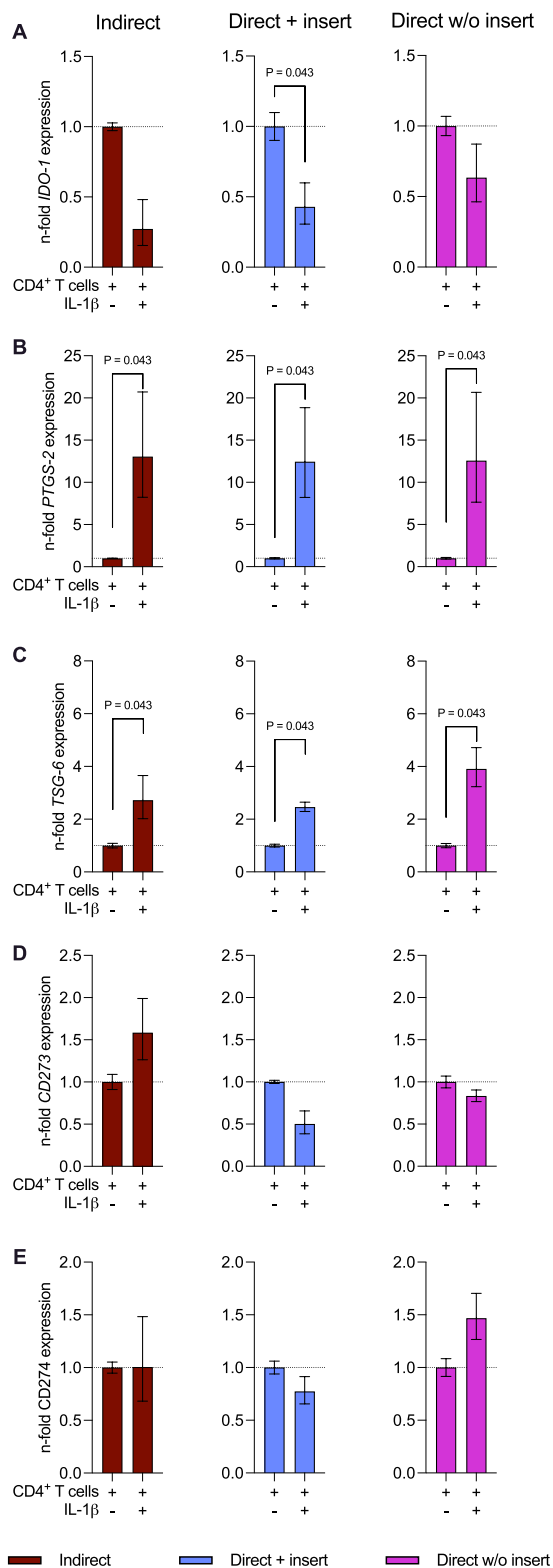 Indirect Direct + insert Direct w/o insert
A
n-fold IDO-1 expression
1.5 1.0 0.5 0.0
1.5 1.0 0.5 0.0
P = 0.043
1.5 1.0 0.5 0.0
CD4⁺ T cells + + + + + +
IL-1β - + - + - +
B
n-fold PTGS-2 expression
25 20 15 10 5 0
P = 0.043
25 20 15 10 5 0
P = 0.043
25 20 15 10 5 0
P = 0.043
CD4⁺ T cells + + + + + +
IL-1β - + - + - +
C
n-fold TSG-6 expression
8 6 4 2 0
P = 0.043
8 6 4 2 0
P = 0.043
8 6 4 2 0
P = 0.043
CD4⁺ T cells + + + + + +
IL-1β - + - + - +
D
n-fold CD273 expression
2.5 2.0 1.5 1.0 0.5 0.0
2.5 2.0 1.5 1.0 0.5 0.0
2.5 2.0 1.5 1.0 0.5 0.0
CD4⁺ T cells + + + + + +
IL-1β - + - + - +
E
n-fold CD274 expression
2.0 1.5 1.0 0.5 0.0
2.0 1.5 1.0 0.5 0.0
2.0 1.5 1.0 0.5 0.0
CD4⁺ T cells + + + + + +
IL-1β - + - + - +
Indirect Direct + insert Direct w/o insert